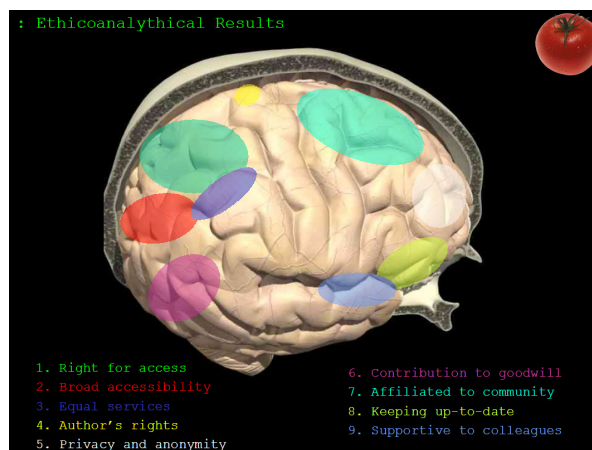 : Ethicoanalythical Results
1. Right for access
2. Broad accessibility
3. Equal services
4. Author's rights
5. Privacy and anonymity
6. Contribution to goodwill
7. Affiliated to community
8. Keeping up-to-date
9. Supportive to colleagues